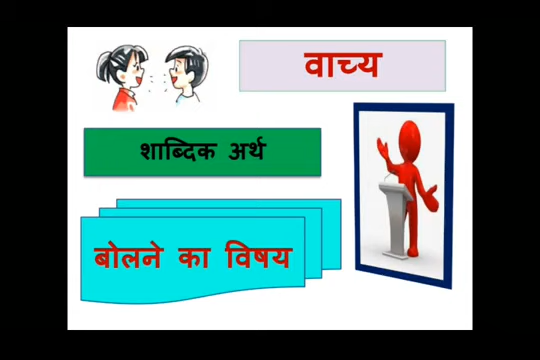 वाच्य
शाब्दिक अर्थ
बोलने का विषय